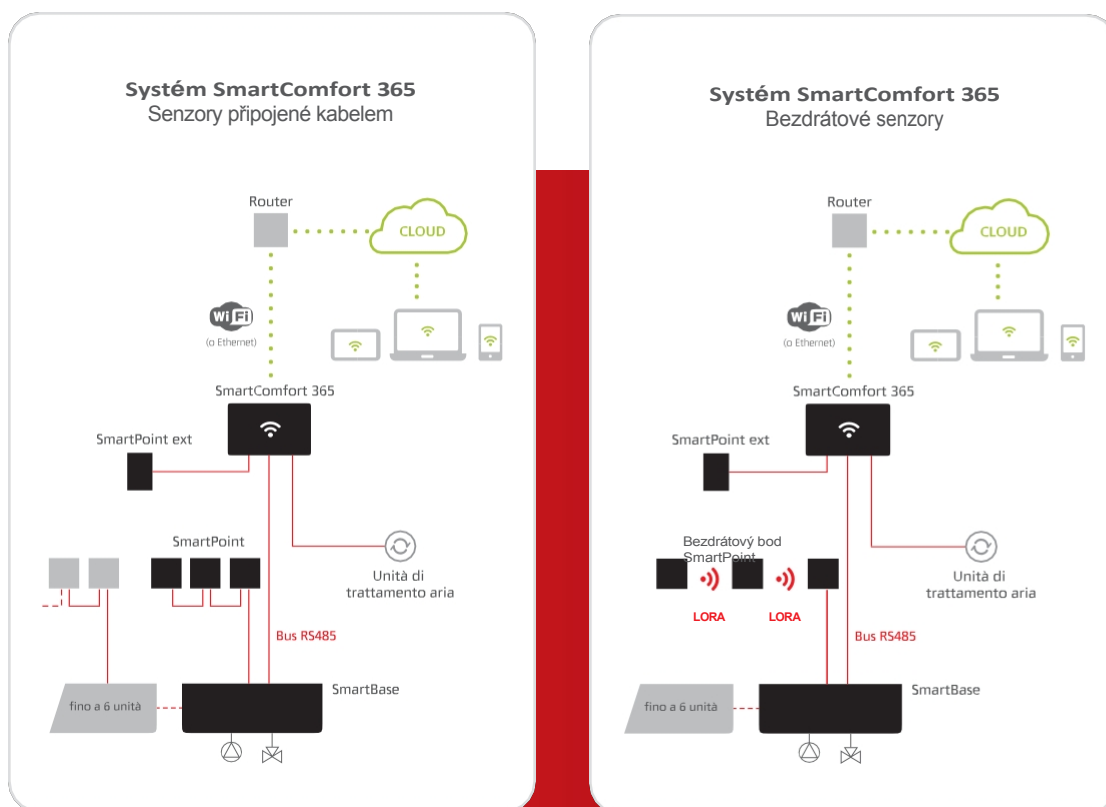 Systém SmartComfort 365
Senzory připojené kabelem
Router
CLOUD
WiFi
(o Ethernet)
SmartComfort 365
SmartPoint ext
SmartPoint
Unità di
trattamento aria
Bus RS485
SmartBase
fino a 6 unità
Systém SmartComfort 365
Bezdrátové senzory
Router
CLOUD
WiFi
(o Ethernet)
SmartComfort 365
SmartPoint ext
Bezdrátový bod
SmartPoint
LORA
LORA
Unità di
trattamento aria
Bus RS485
SmartBase
fino a 6 unità